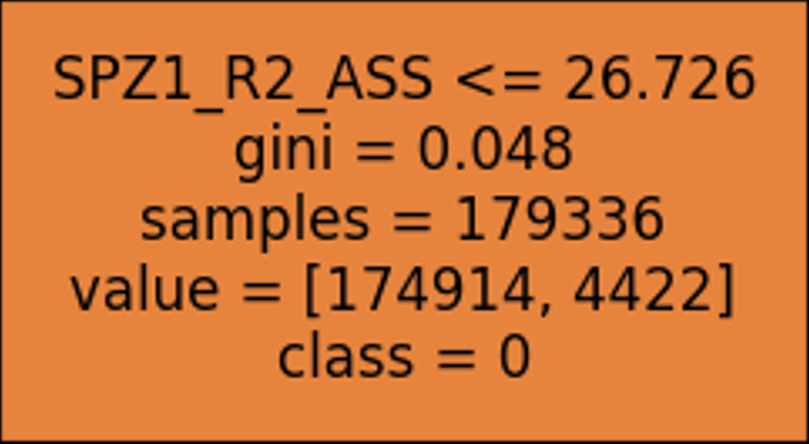 SPZ1_R2_ASS <= 26.726
gini = 0.048
samples = 179336
value = [174914, 4422]
class = 0